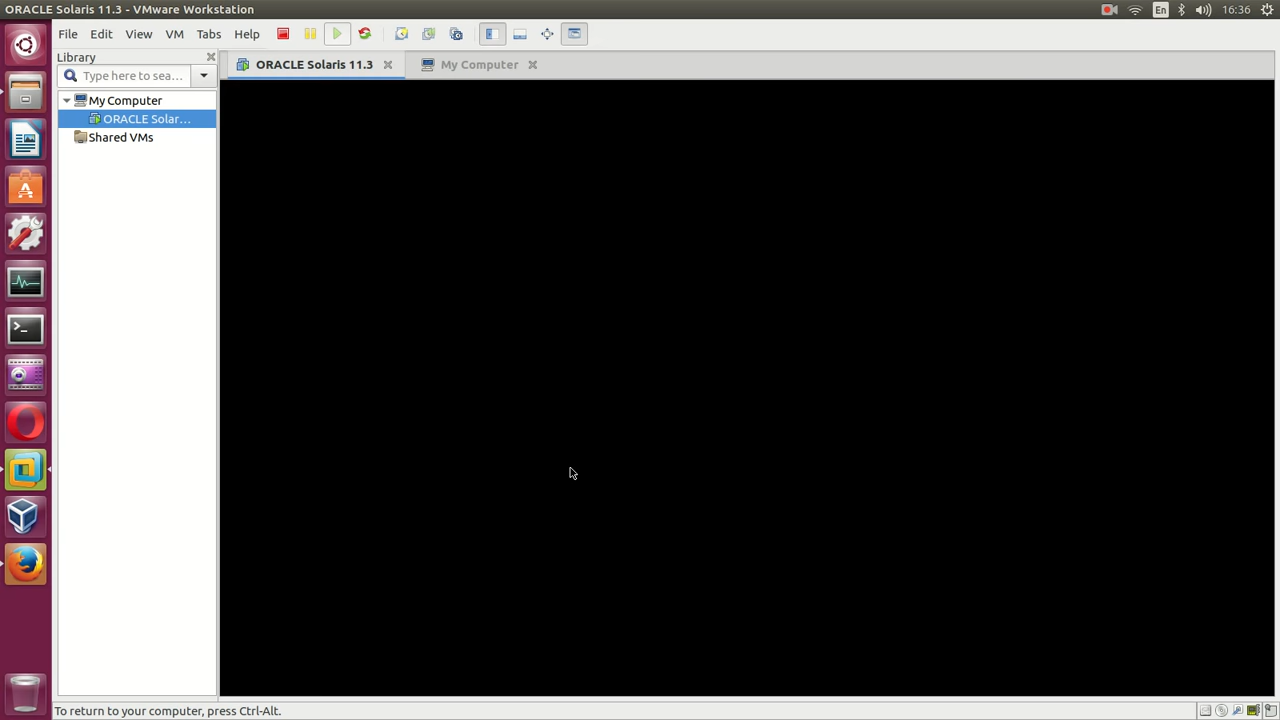 ORACLE Solaris 11.3 - VMware Workstation
En
16:36
File Edit View VM Tabs Help
Library
Type here to sea...
ORACLE Solaris 11.3
My Computer
My Computer
ORACLE Solar...
Shared VMs
To return to your computer, press Ctrl-Alt.